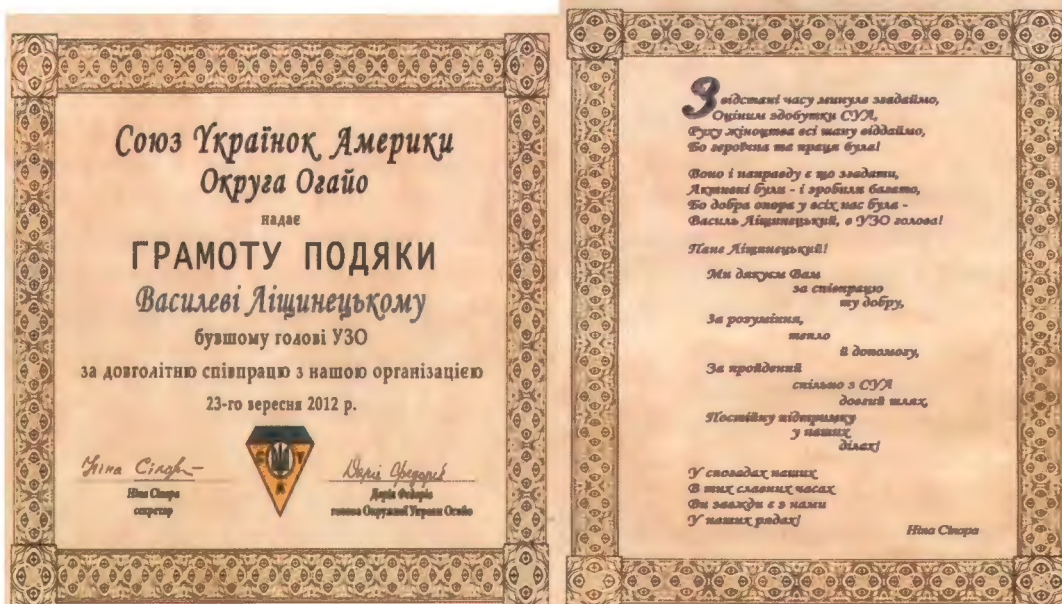 Союз Українок Америки
Округа Огайо
надає
ГРАМОТУ ПОДЯКИ
Василеві Ліщинецькому
бувшому голові УЗО
за довголітню співпрацю з нашою організацією
23-го вересня 2012 р.
Ніна Сінора
секретар
Дарія Федорів
голова Окружної Управи Огайо
З відстані часу минуле згадаймо,
Оціним здобутки СУА,
Руху жіноцтва всі шану віддаймо,
Бо героїчна та праця була!
Воно і направду є що згадати,
Активні були - і зробили багато,
Бо добра опора у всіх нас була -
Василь Ліщинецький, в УЗО голова!
Пане Ліщинецький!
Ми дякуєм Вам
за співпрацю
ту добру,
За розуміння,
тепло
й допомогу,
За пройдений
спільно з СУА
довгий шлях,
Постійну підтримку
у наших
ділах!
У спогадах наших
В тих славних часах
Ви завжди є з нами
У наших рядах!
Ніна Сінора